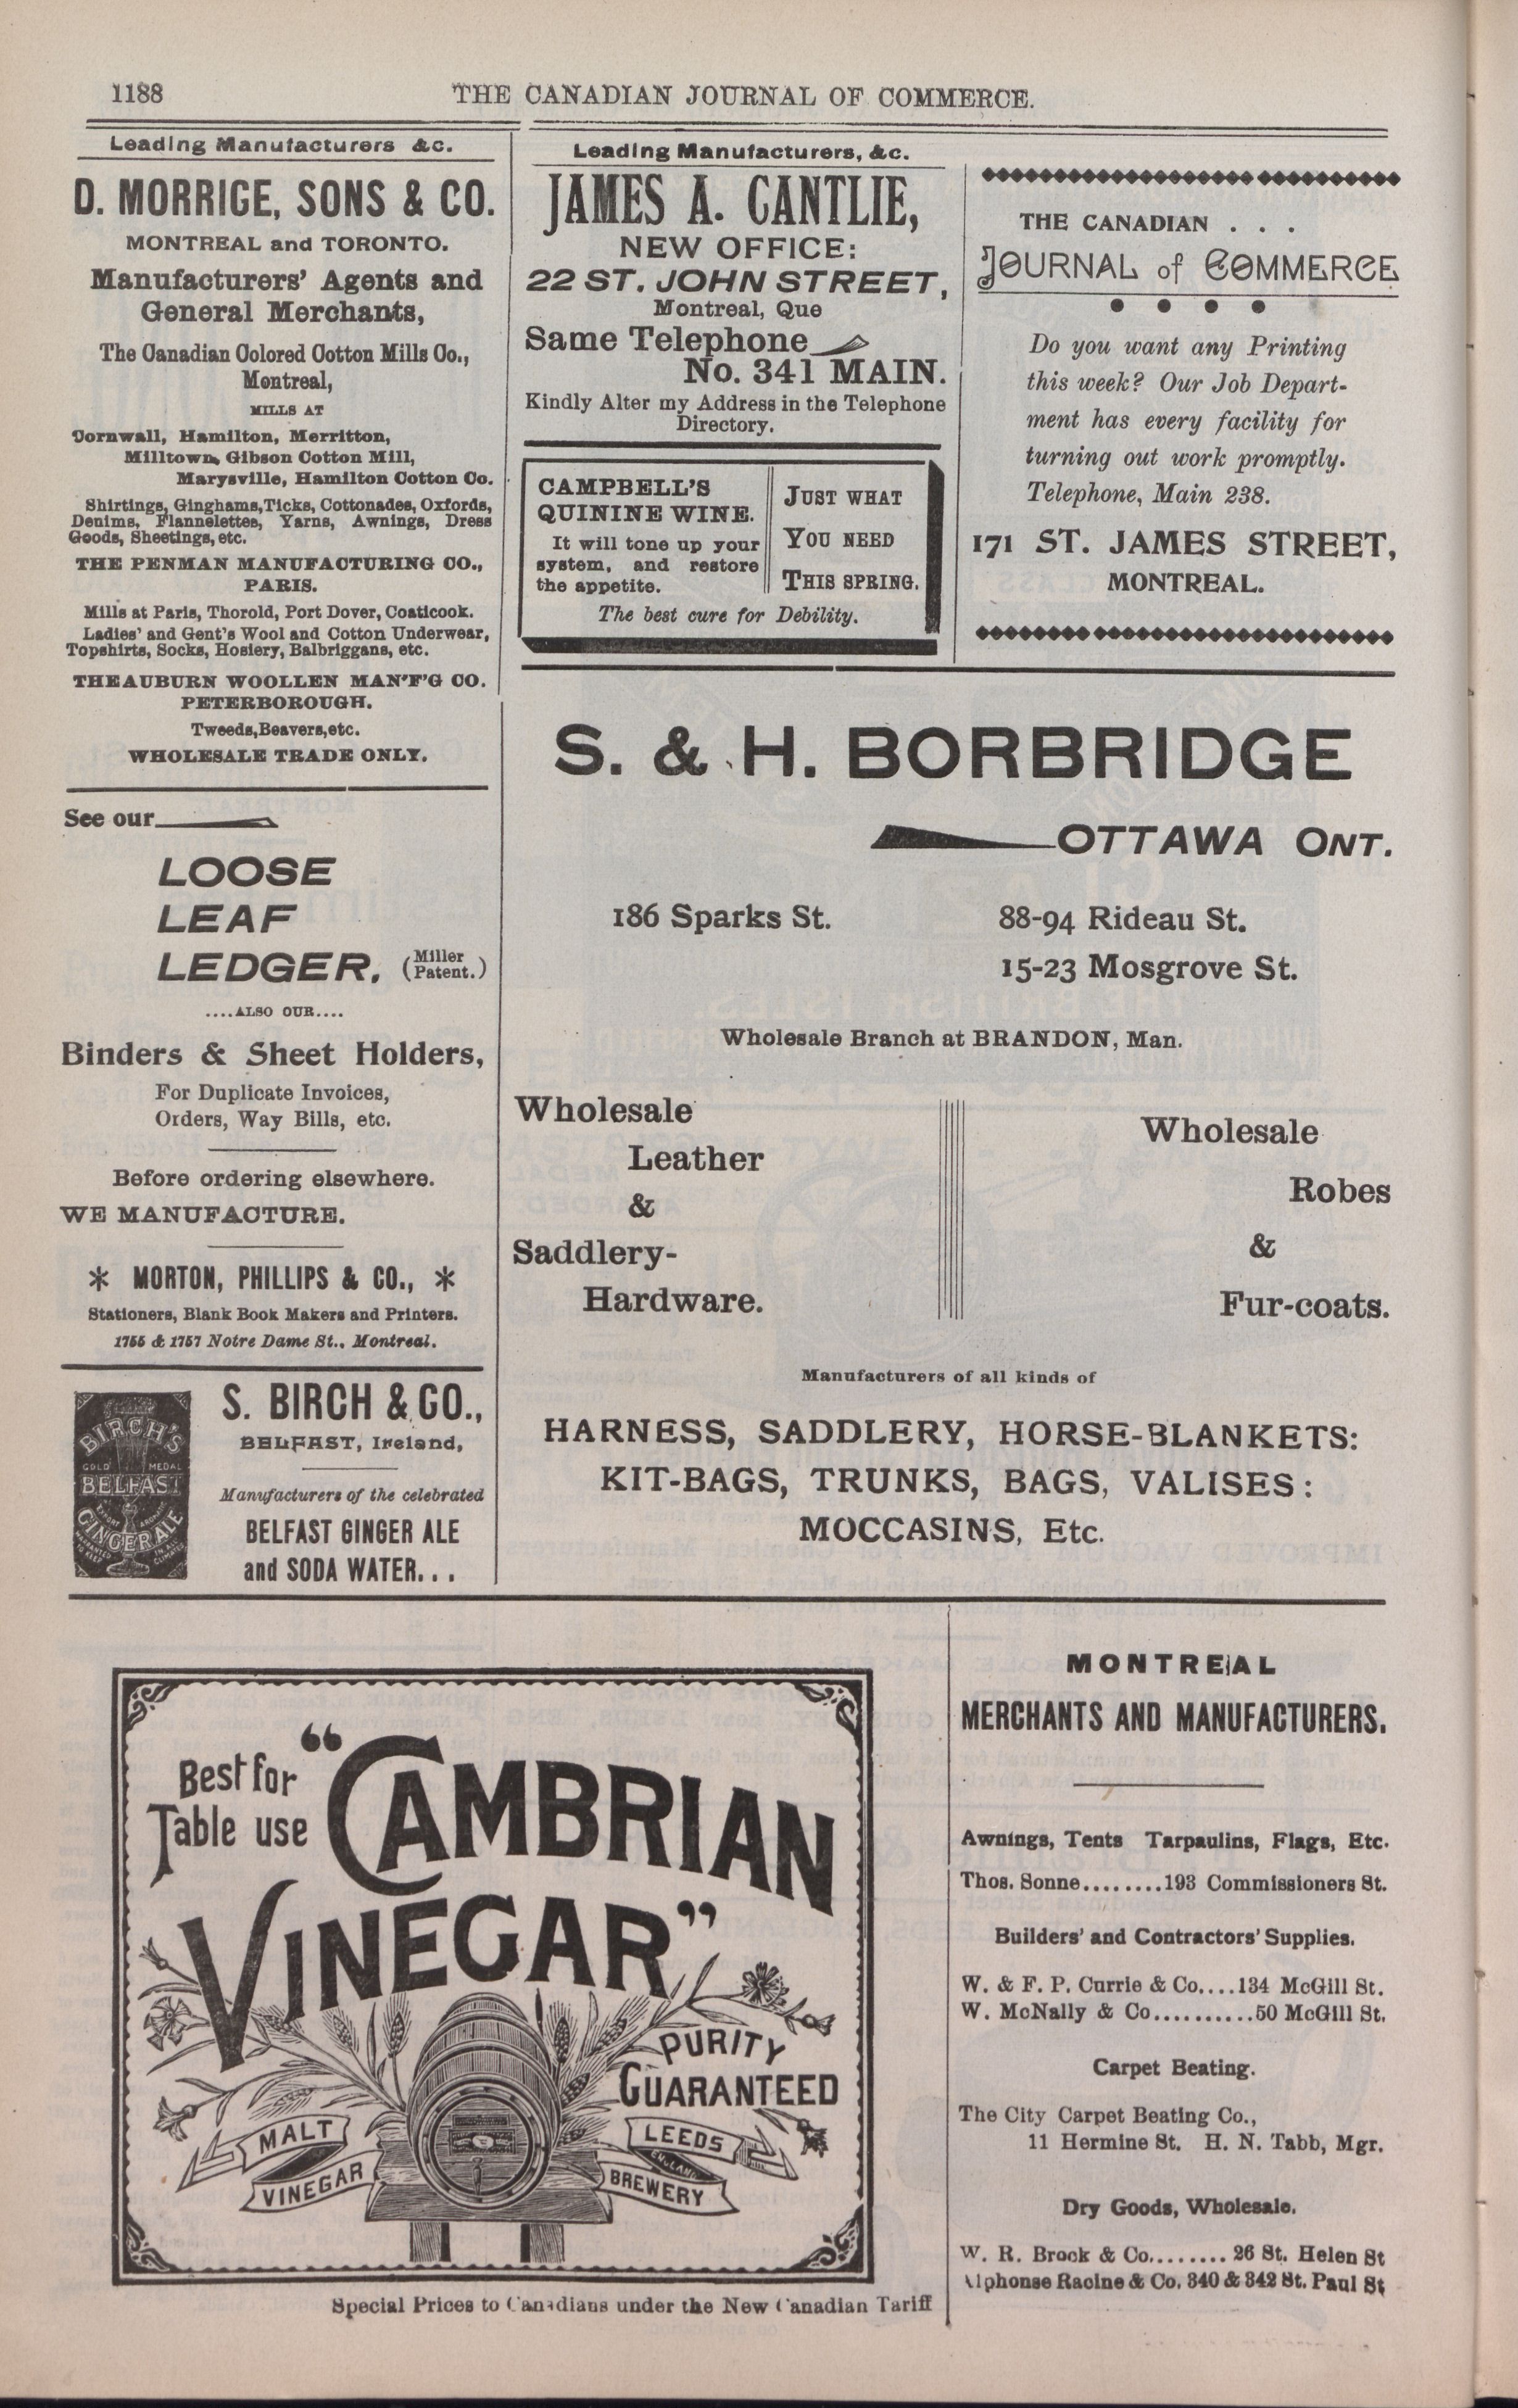 1188
THE CANADIAN JOURNAL OF COMMERCE.
Leading Manufacturers &c.
D. MORRICE, SONS & CO.
MONTREAL and TORONTO.
Manufacturers' Agents and
General Merchants,
The Canadian Colored Cotton Mills Co.,
Montreal,
MILLS AT
Cornwall, Hamilton, Merritton,
Milltown, Gibson Cotton Mill,
Marysville, Hamilton Cotton Co.
Shirtings, Ginghams, Ticks, Cottonades, Oxfords,
Denims, Flannelettes, Yarns, Awnings, Dress
Goods, Sheetings, etc.
THE PENMAN MANUFACTURING CO.,
PARIS.
Mills at Paris, Thorold, Port Dover, Coaticook.
Ladies' and Gent's Wool and Cotton Underwear,
Topshirts, Socks, Hosiery, Balbriggans, etc.
THE AUBURN WOOLLEN MAN'F'G CO.
PETERBOROUGH.
Tweeds, Beavers, etc.
WHOLESALE TRADE ONLY.
See our
LOOSE
LEAF
LEDGER, (Miller Patent.)
....ALSO OUR....
Binders & Sheet Holders,
For Duplicate Invoices,
Orders, Way Bills, etc.
Before ordering elsewhere.
WE MANUFACTURE.
* MORTON, PHILLIPS & CO., *
Stationers, Blank Book Makers and Printers.
1755 & 1757 Notre Dame St., Montreal.
BIRCH'S
GOLD MEDAL
BELFAST
GINGER ALE
S. BIRCH & CO.,
BELFAST, Ireland,
Manufacturers of the celebrated
BELFAST GINGER ALE
and SODA WATER...
Leading Manufacturers, &c.
JAMES A. CANTLIE,
NEW OFFICE:
22 ST. JOHN STREET,
Montreal, Que
Same Telephone
No. 341 MAIN.
Kindly Alter my Address in the Telephone
Directory.
CAMPBELL'S
QUININE WINE.
It will tone up your
system, and restore
the appetite.
JUST WHAT
YOU NEED
THIS SPRING.
The best cure for Debility.
THE CANADIAN . . .
JOURNAL of COMMERCE
Do you want any Printing
this week? Our Job Depart-
ment has every facility for
turning out work promptly.
Telephone, Main 238.
171 ST. JAMES STREET,
MONTREAL.
S. & H. BORBRIDGE
OTTAWA ONT.
186 Sparks St.
88-94 Rideau St.
15-23 Mosgrove St.
Wholesale Branch at BRANDON, Man.
Wholesale
Leather
&
Saddlery-
Hardware.
Wholesale
Robes
&
Fur-coats.
Manufacturers of all kinds of
HARNESS, SADDLERY, HORSE-BLANKETS:
KIT-BAGS, TRUNKS, BAGS, VALISES:
MOCCASINS, Etc.
Best for
Table use
"CAMBRIAN
VINEGAR"
PURITY
GUARANTEED
MALT
VINEGAR
LEEDS
ENGLAND
BREWERY
Special Prices to Canadians under the New Canadian Tariff
MONTREAL
MERCHANTS AND MANUFACTURERS.
Awnings, Tents Tarpaulins, Flags, Etc.
Thos. Sonne........193 Commissioners St.
Builders' and Contractors' Supplies.
W. & F. P. Currie & Co....134 McGill St.
W. McNally & Co..........50 McGill St.
Carpet Beating.
The City Carpet Beating Co.,
11 Hermine St. H. N. Tabb, Mgr.
Dry Goods, Wholesale.
W. R. Brock & Co........26 St. Helen St
Alphonse Racine & Co. 340 & 342 St. Paul St